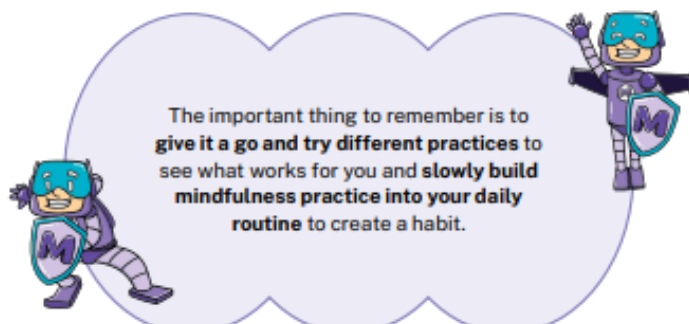 The important thing to remember is to
give it a go and try different practices to
see what works for you and slowly build
mindfulness practice into your daily
routine to create a habit.
M
M